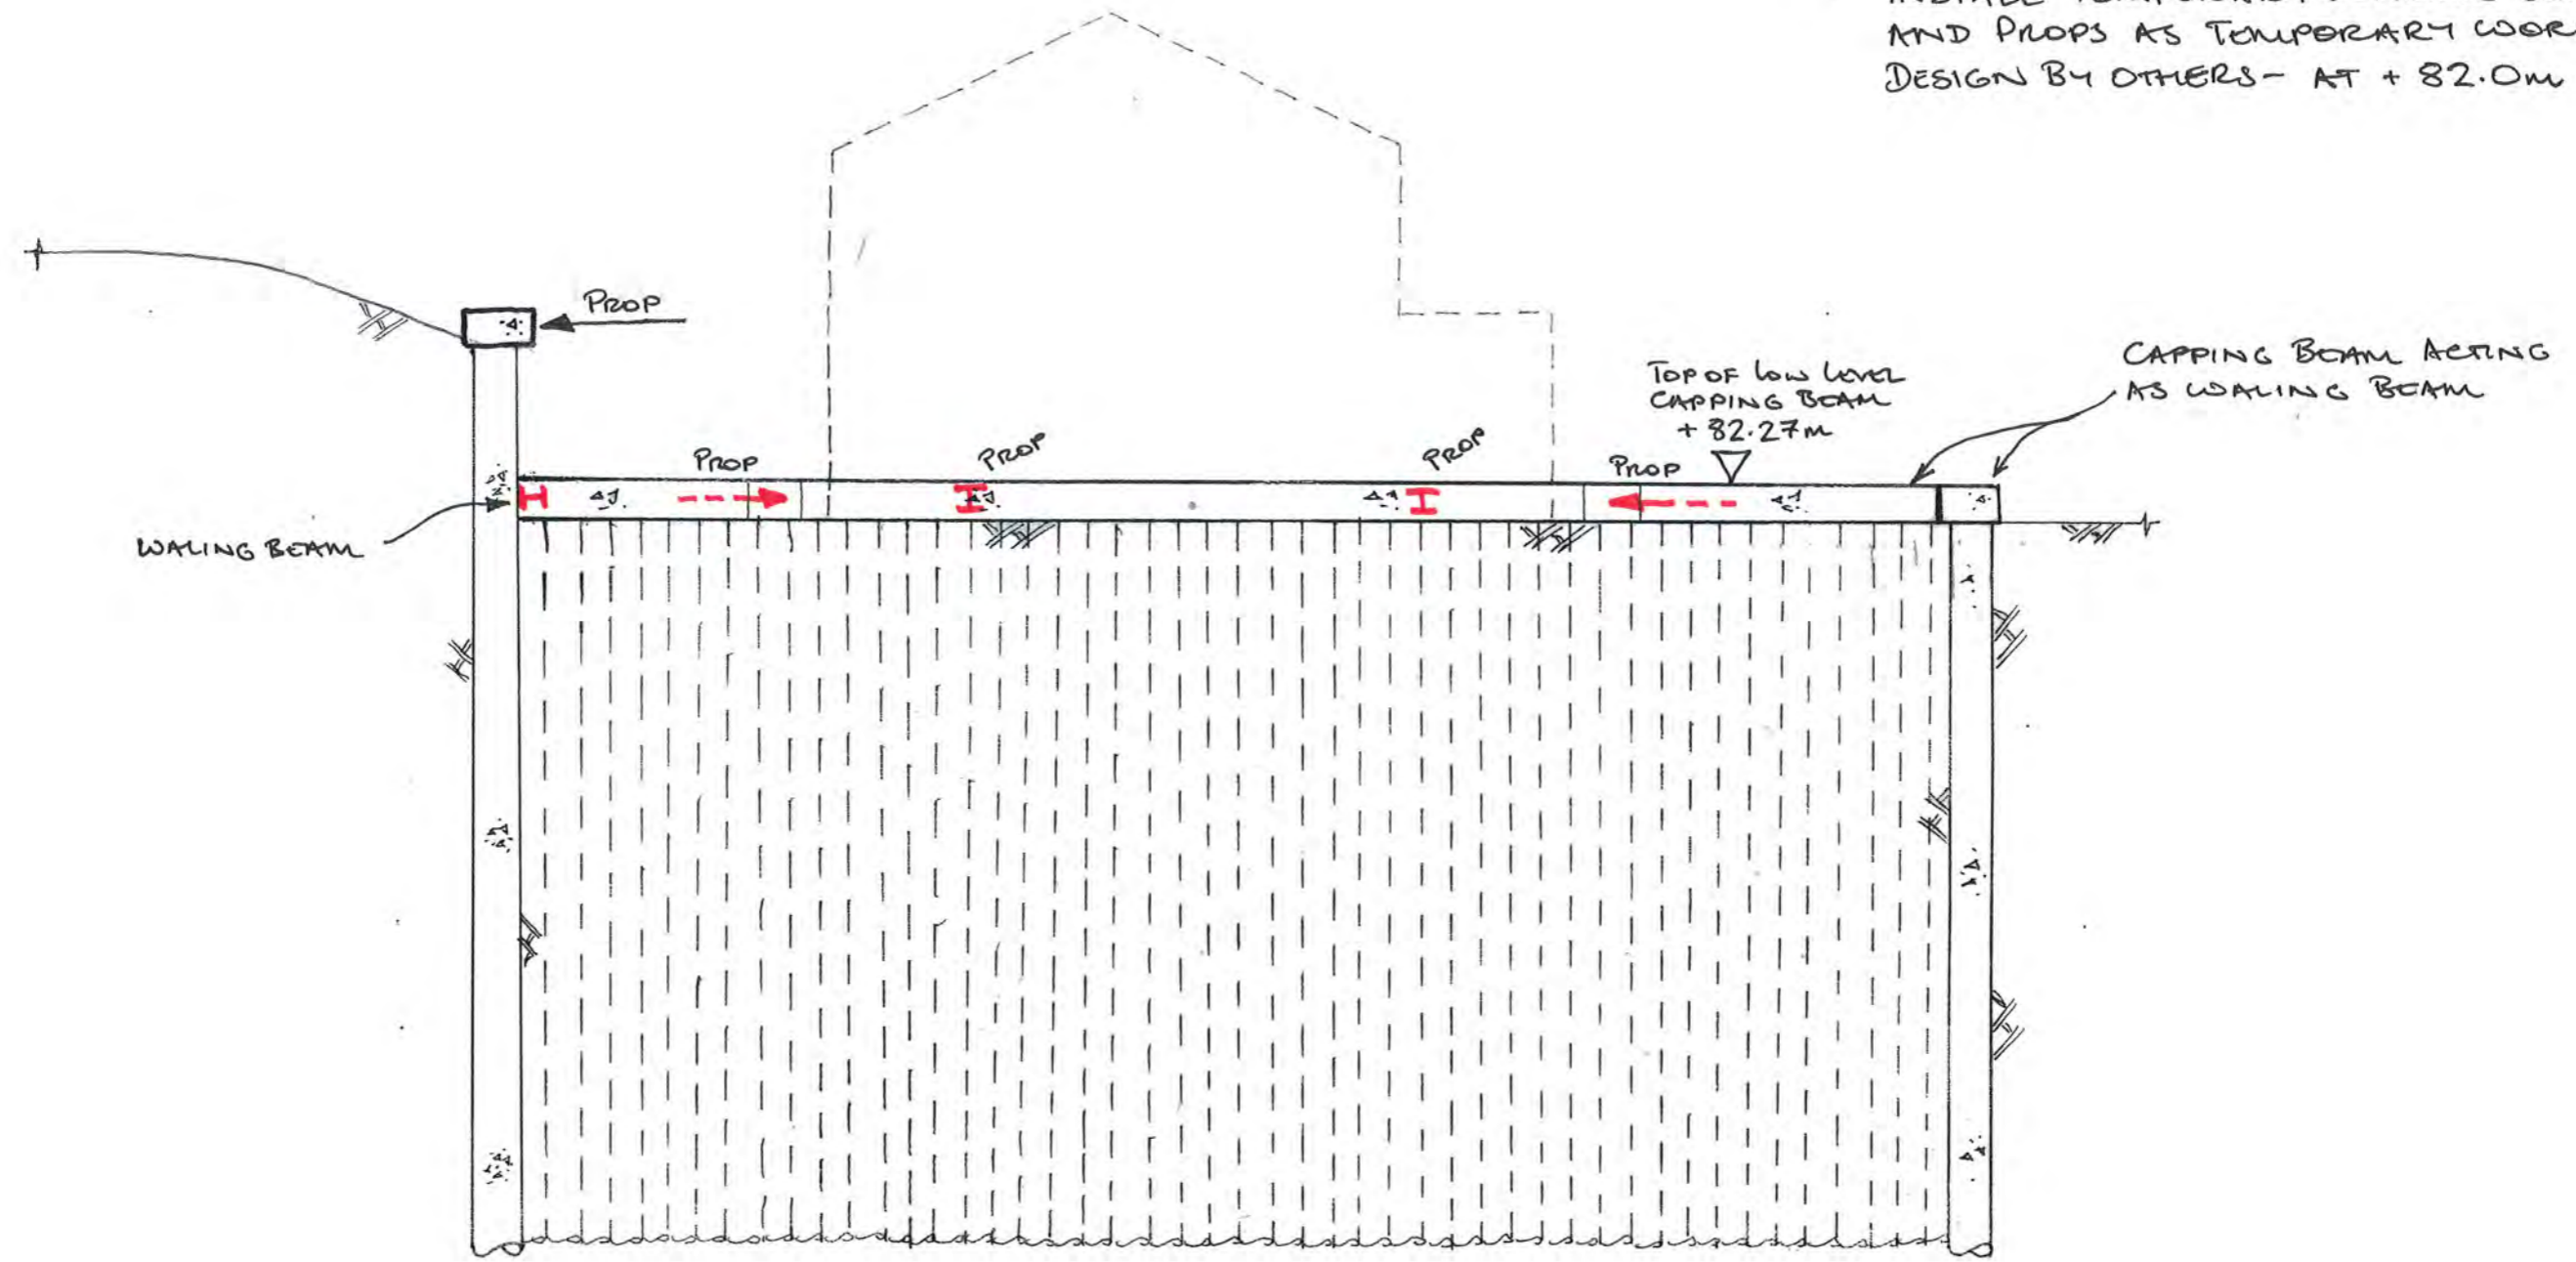 AND PROPS AS TEMPORARY WOR
DESIGN BY OTHERS- AT + 82.0m
PROP
TOP OF LOW LEVEL
CAPPING BEAM
+ 82.27m
CAPPING BEAM ACTING
AS WALING BEAM
PROP
PROP
PROP
PROP
WALING BEAM